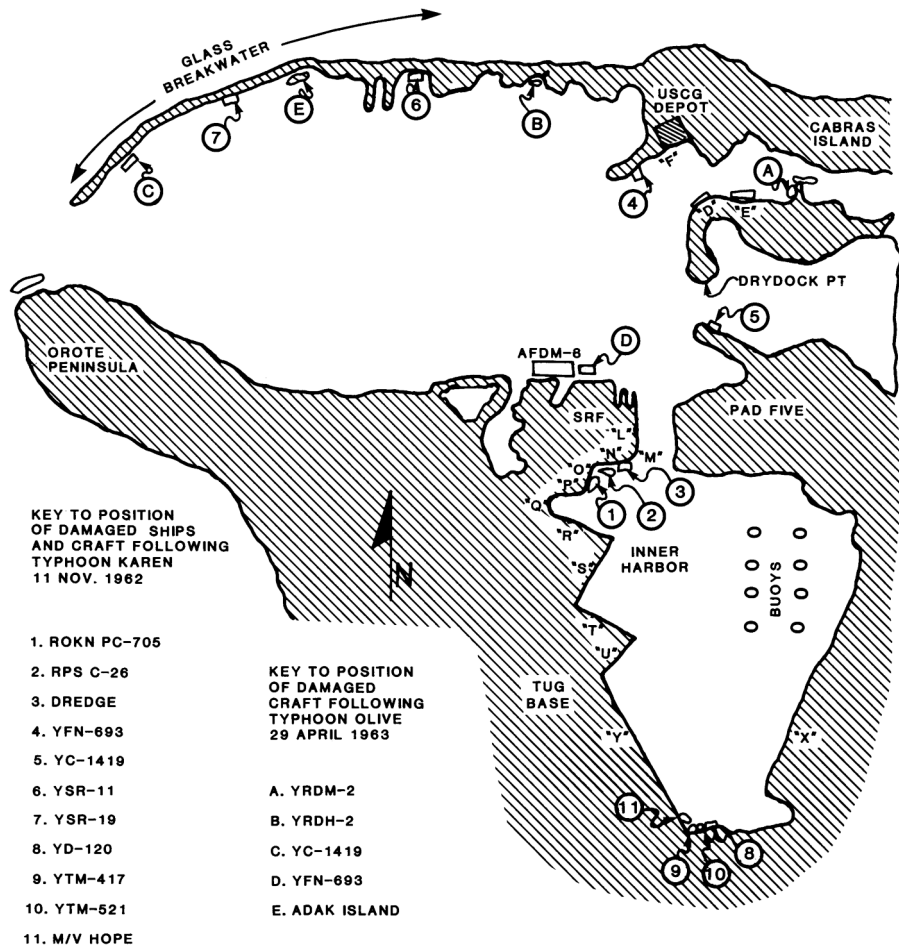 GLASS
BREAKWATER
USCG
DEPOT
CABRAS
ISLAND
7
E
6
B
"F"
C
4
A
"D"
"E"
DRYDOCK PT
5
OROTE
PENINSULA
AFDM-8
D
SRF
PAD FIVE
"L"
"N"
"M"
"O"
"P"
3
"Q"
1
2
"R"
INNER
HARBOR
"S"
BUOYS
N
"T"
"U"
TUG
BASE
"Y"
"X"
11
9
10
8
KEY TO POSITION
OF DAMAGED SHIPS
AND CRAFT FOLLOWING
TYPHOON KAREN
11 NOV. 1962
1. ROKN PC-705
2. RPS C-26
3. DREDGE
4. YFN-693
5. YC-1419
6. YSR-11
7. YSR-19
8. YD-120
9. YTM-417
10. YTM-521
11. M/V HOPE
KEY TO POSITION
OF DAMAGED
CRAFT FOLLOWING
TYPHOON OLIVE
29 APRIL 1963
A. YRDM-2
B. YRDH-2
C. YC-1419
D. YFN-693
E. ADAK ISLAND